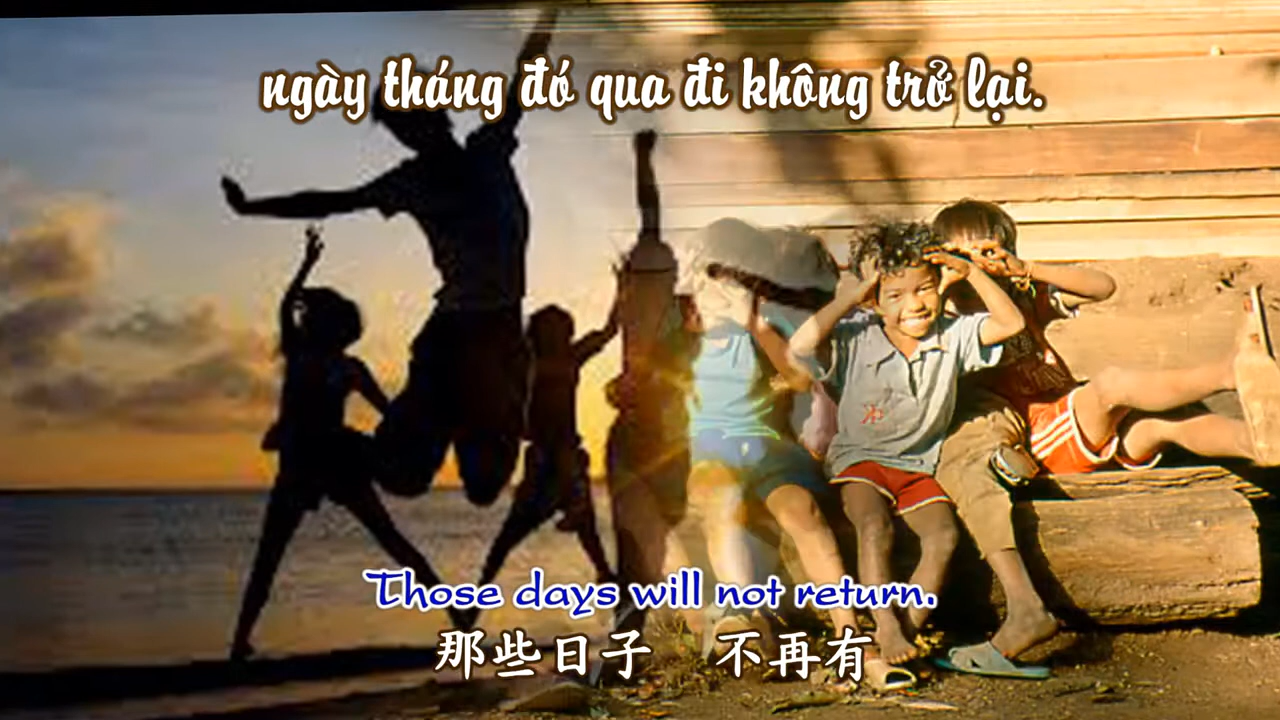 ngày tháng đó qua đi không trở lại.
Those days will not return.
那些日子 不再有